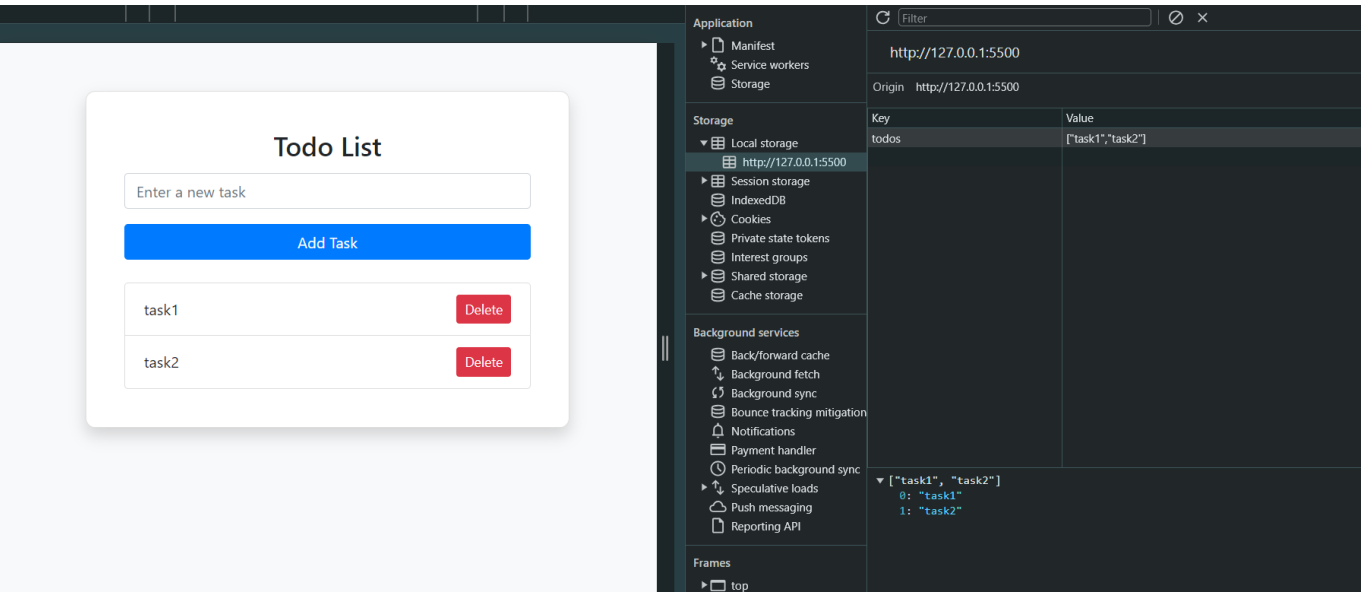 Todo List
Enter a new task
Add Task
task1
Delete
task2
Delete
Application
Manifest
Service workers
Storage
Storage
Local storage
http://127.0.0.1:5500
Session storage
IndexedDB
Cookies
Private state tokens
Interest groups
Shared storage
Cache storage
Background services
Back/forward cache
Background fetch
Background sync
Bounce tracking mitigation
Notifications
Payment handler
Periodic background sync
Speculative loads
Push messaging
Reporting API
Frames
top
Filter
http://127.0.0.1:5500
Origin http://127.0.0.1:5500
Key Value
todos ["task1","task2"]
["task1", "task2"]
0: "task1"
1: "task2"